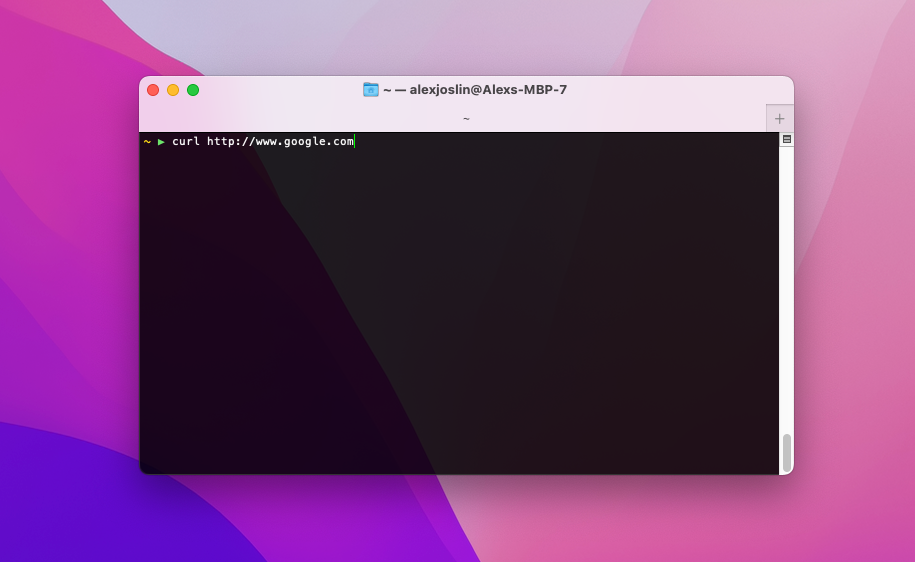 ~ — alexjoslin@Alexs-MBP-7
~
+
~ ▶ curl http://www.google.com